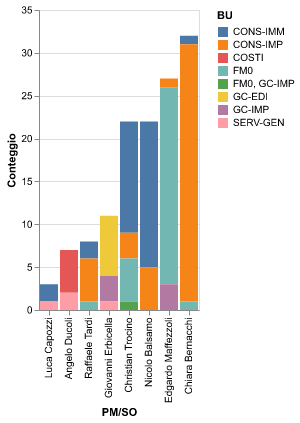 BU
CONS-IMM
CONS-IMP
COSTI
FM0
FM0, GC-IMP
GC-EDI
GC-IMP
SERV-GEN
Conteggio
35
30
25
20
15
10
5
0
Luca Capozzi
Angelo Ducoli
Raffaele Tardi
Giovanni Erbicella
Christian Trocino
Nicolo Balsamo
Edgardo Maffezzoli
Chiara Bernacchi
PM/SO